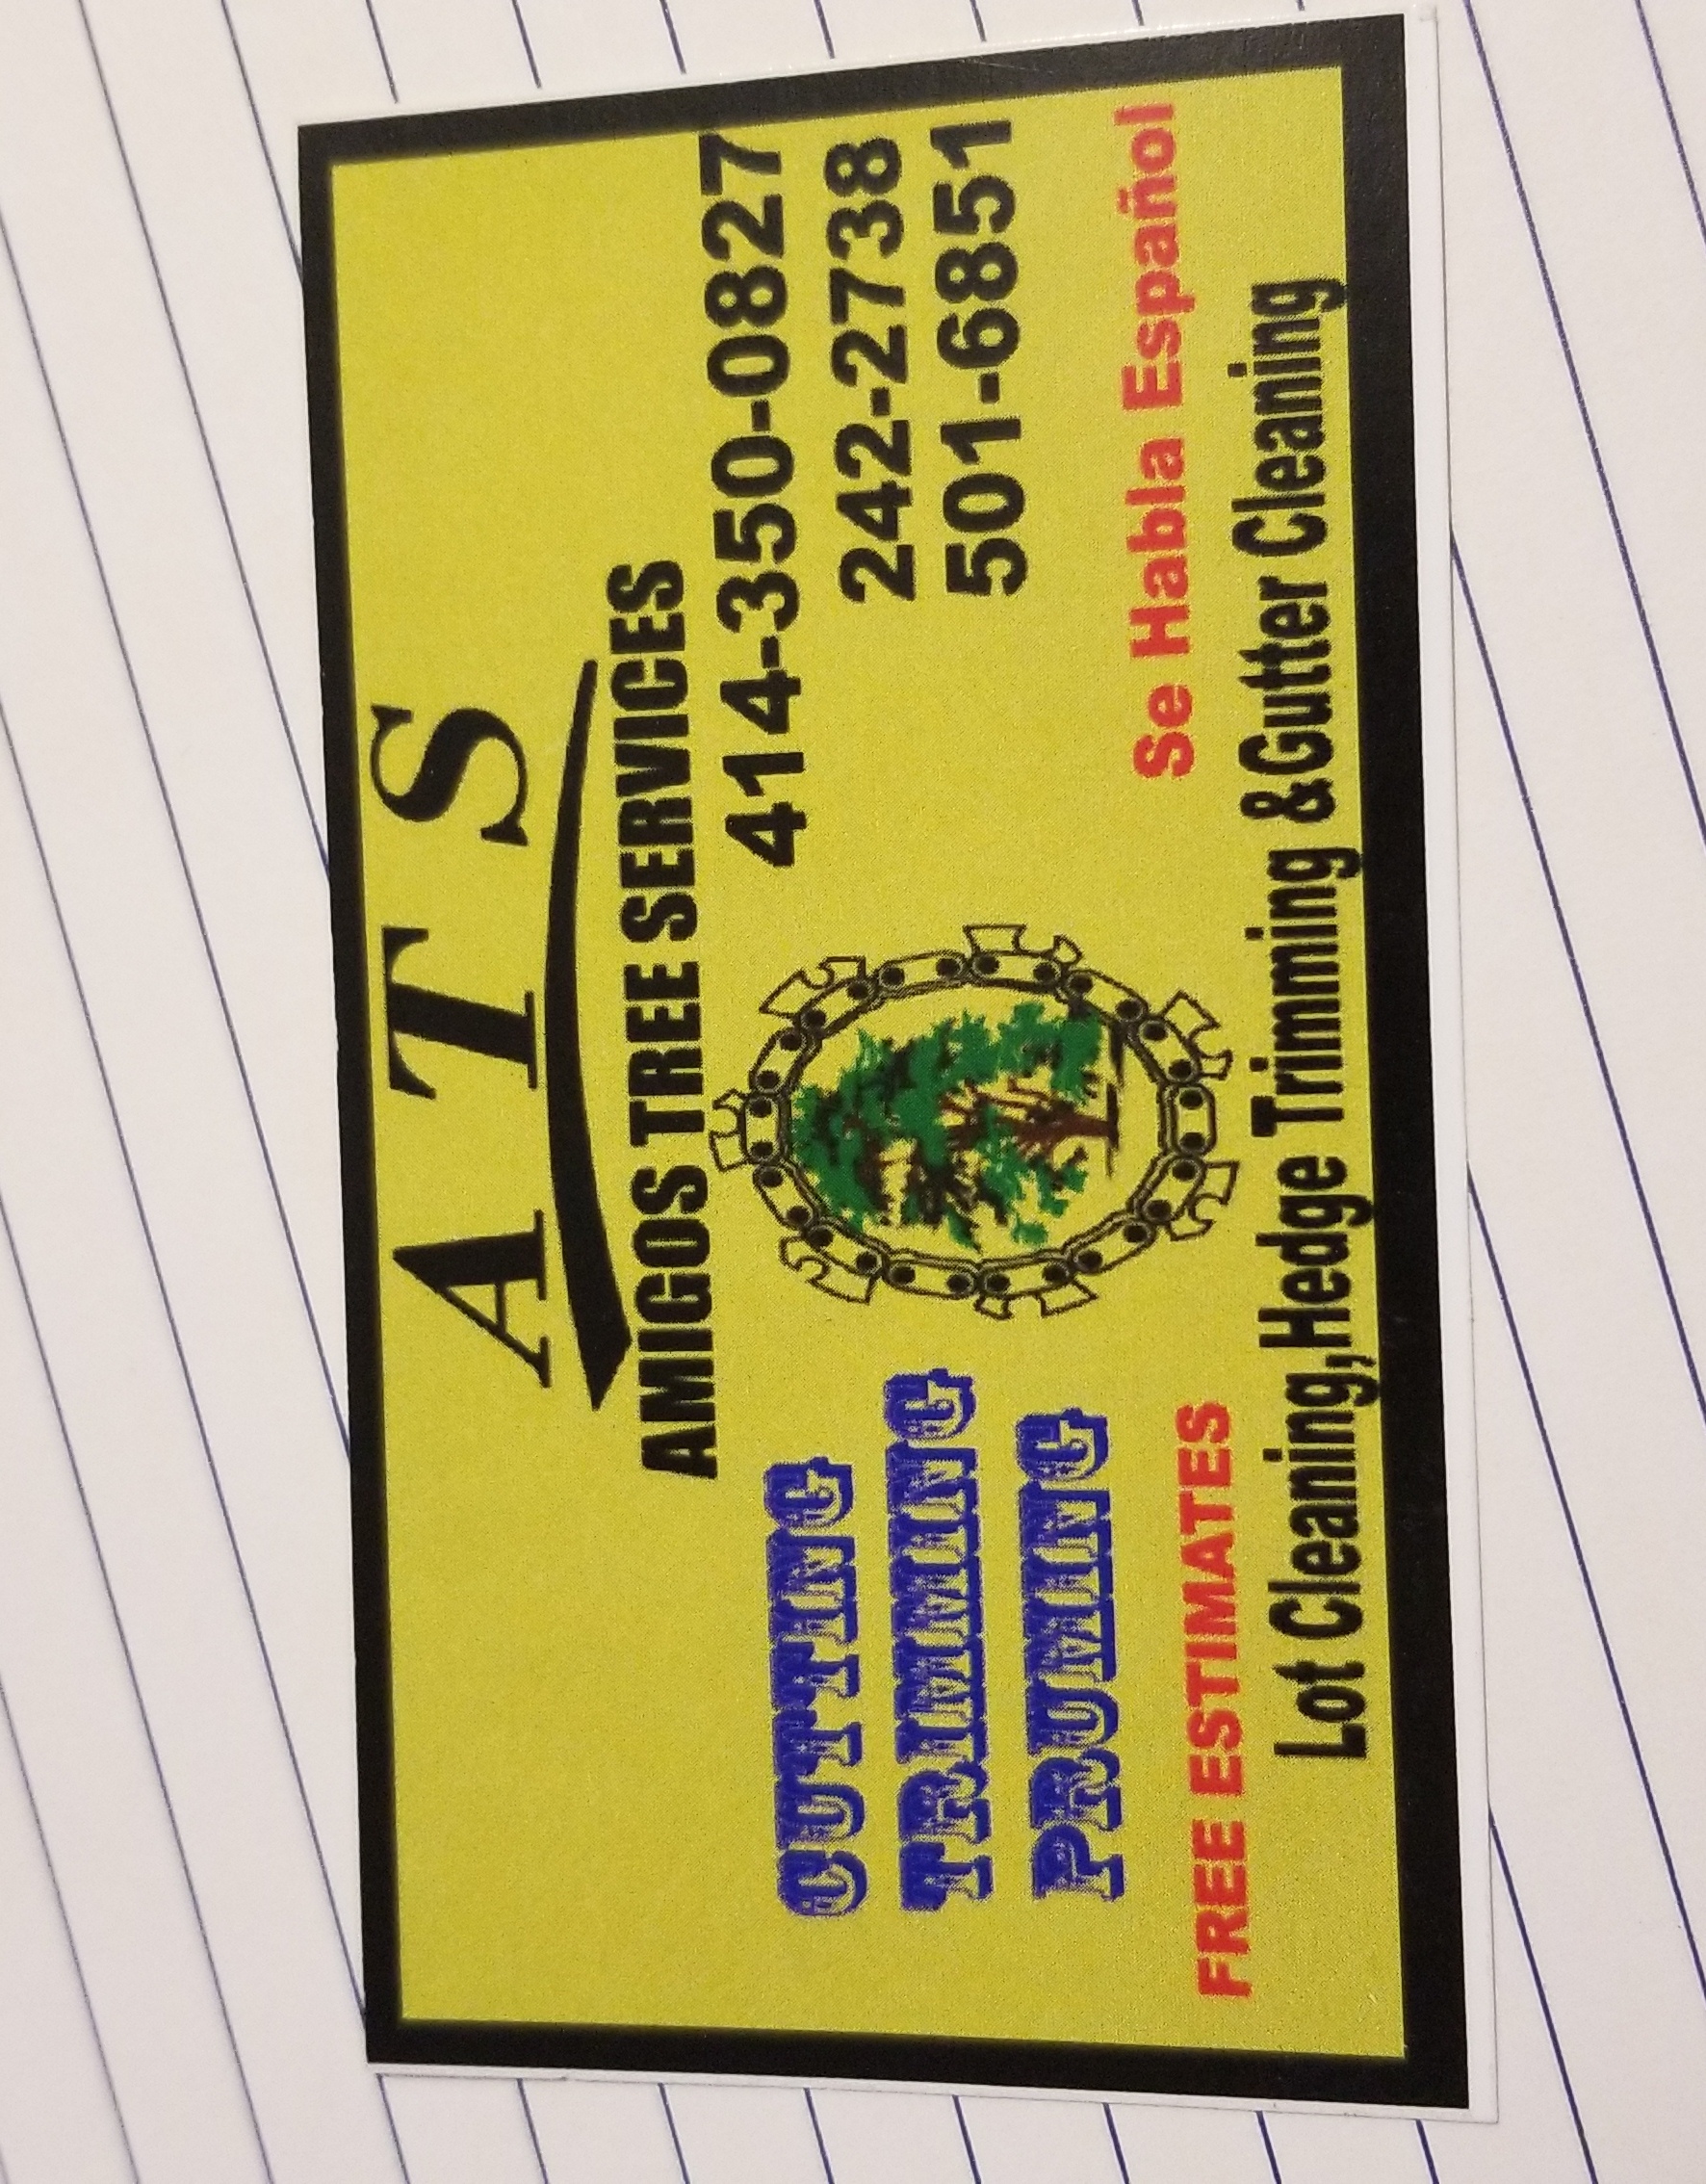 A T S
AMIGOS TREE SERVICES
414-350-0827
242-2738
501-6851
CUTTING
TRIMMING
PRUNING
FREE ESTIMATES
Se Habla Español
Lot Cleaning,Hedge Trimming &Gutter Cleaning